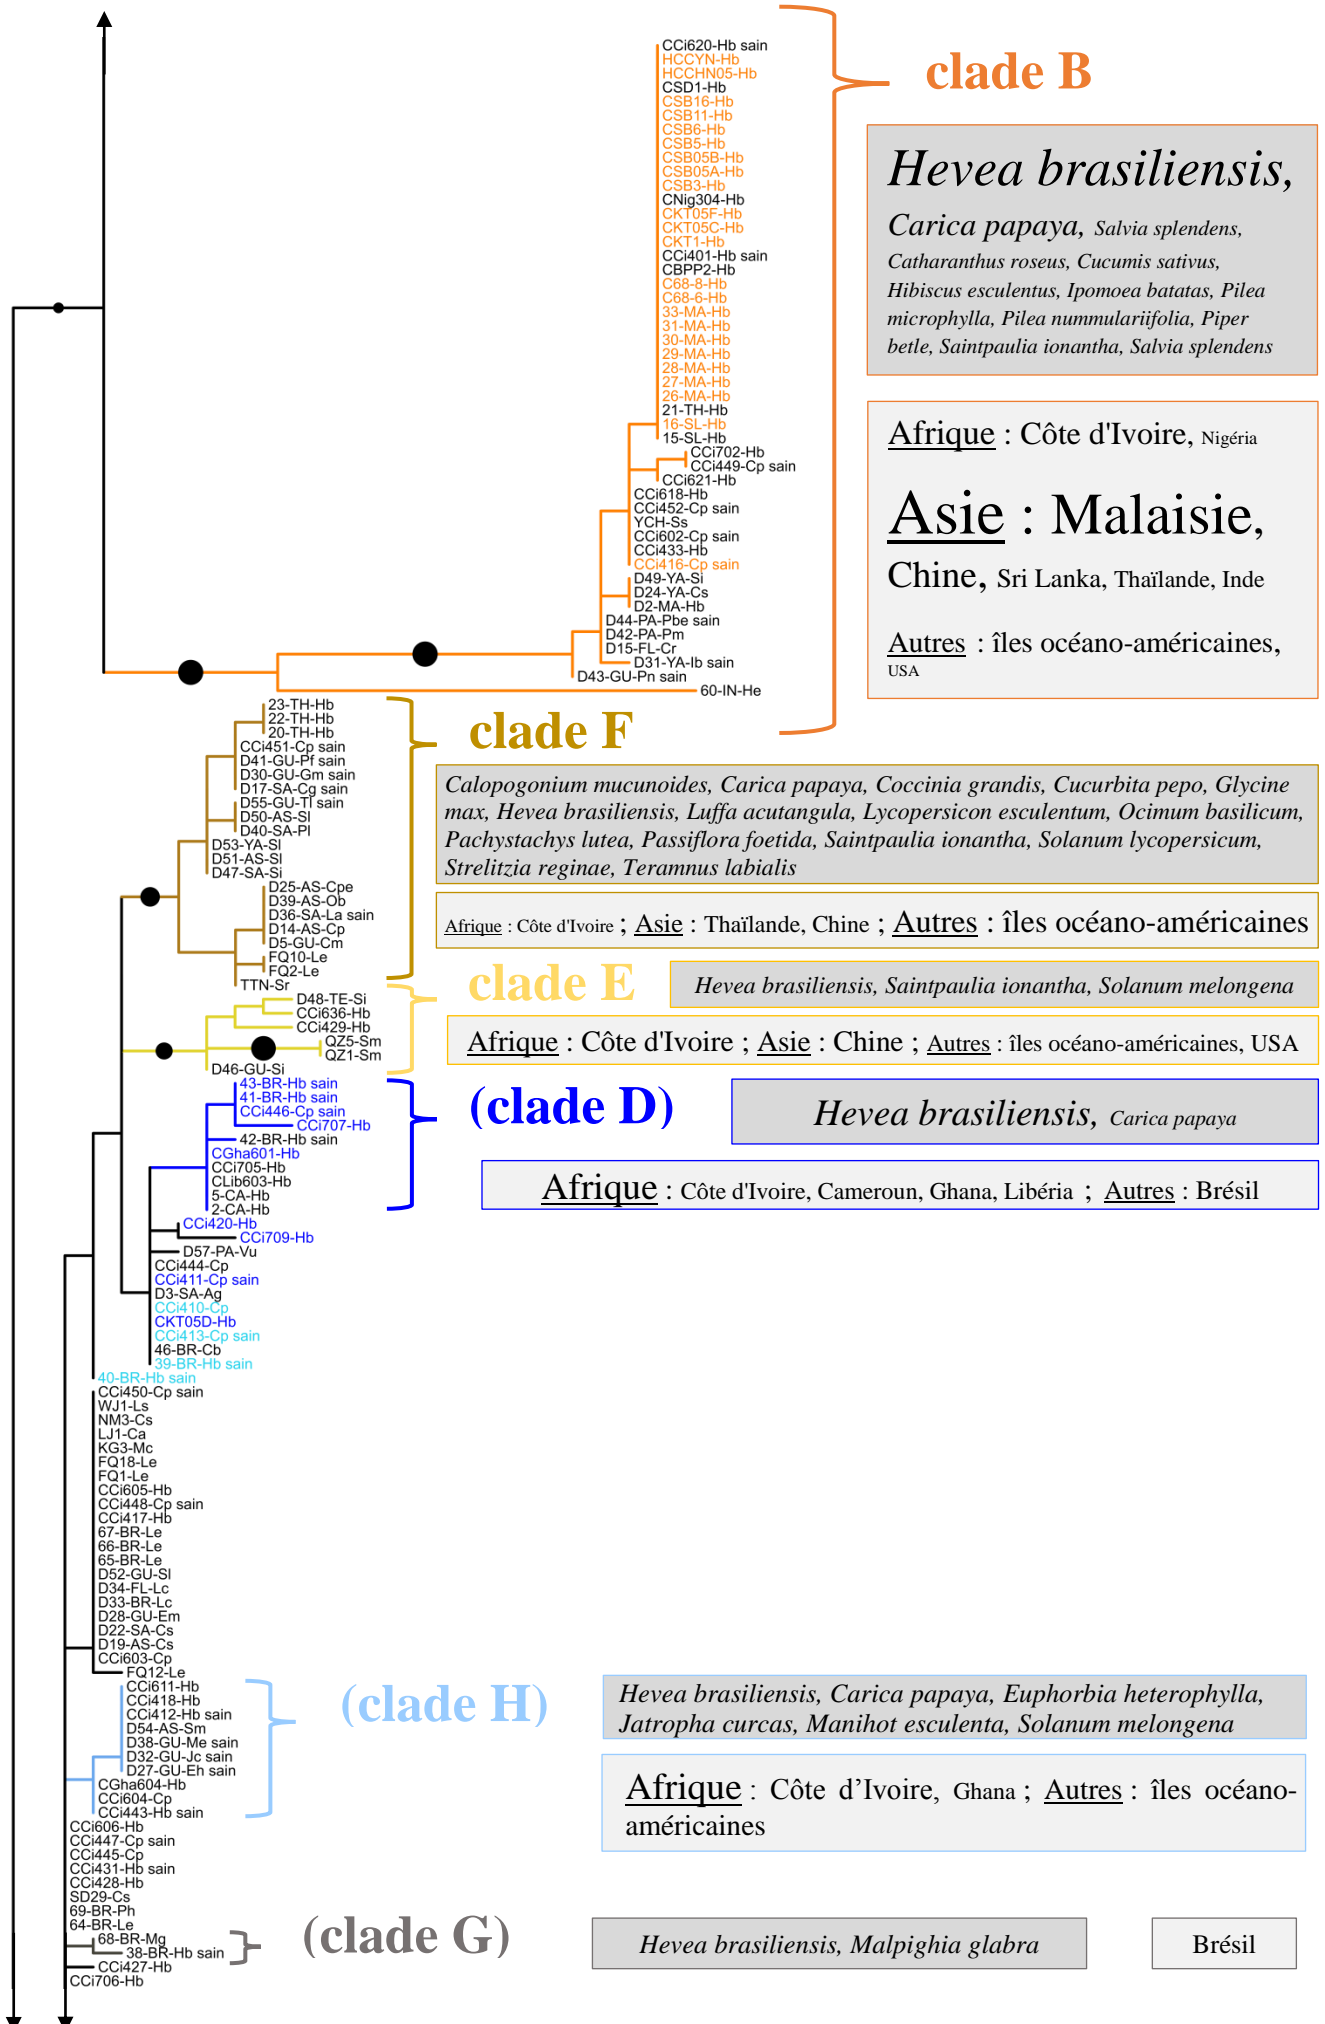 CCi620-Hb sain
HCCYN-Hb
HCCHN05-Hb
CSD1-Hb
CSB16-Hb
CSB11-Hb
CSB6-Hb
CSB5-Hb
CSB05B-Hb
CSB05A-Hb
CSB3-Hb
CNig304-Hb
CKT05F-Hb
CKT05C-Hb
CKT1-Hb
CCi401-Hb sain
CBPP2-Hb
C68-8-Hb
C68-6-Hb
33-MA-Hb
31-MA-Hb
30-MA-Hb
29-MA-Hb
28-MA-Hb
27-MA-Hb
26-MA-Hb
21-TH-Hb
16-SL-Hb
15-SL-Hb
CCi702-Hb
CCi449-Cp sain
CCi621-Hb
CCi618-Hb
CCi452-Cp sain
YCH-Ss
CCi602-Cp sain
CCi433-Hb
CCi416-Cp sain
D49-YA-Si
D24-YA-Cs
D2-MA-Hb
D44-PA-Pbe sain
D42-PA-Pm
D15-FL-Cr
D31-YA-Ib sain
D43-GU-Pn sain
60-IN-He
clade B
Hevea brasiliensis,
Carica papaya, Salvia splendens,
Catharanthus roseus, Cucumis sativus,
Hibiscus esculentus, Ipomoea batatas, Pilea
microphylla, Pilea nummulariifolia, Piper
betle, Saintpaulia ionantha, Salvia splendens
Afrique : Côte d'Ivoire, Nigéria
Asie : Malaisie,
Chine, Sri Lanka, Thaïlande, Inde
Autres : îles océano-américaines,
USA
23-TH-Hb
22-TH-Hb
20-TH-Hb
CCi451-Cp sain
D41-GU-Pf sain
D30-GU-Gm sain
D17-SA-Cg sain
D55-GU-Tl sain
D50-AS-Sl
D40-SA-Pl
D53-YA-Sl
D51-AS-Sl
D47-SA-Si
D25-AS-Cpe
D39-AS-Ob
D36-SA-La sain
D14-AS-Cp
D5-GU-Cm
FQ10-Le
FQ2-Le
TTN-Sr
clade F
Calopogonium mucunoides, Carica papaya, Coccinia grandis, Cucurbita pepo, Glycine
max, Hevea brasiliensis, Luffa acutangula, Lycopersicon esculentum, Ocimum basilicum,
Pachystachys lutea, Passiflora foetida, Saintpaulia ionantha, Solanum lycopersicum,
Strelitzia reginae, Teramnus labialis
Afrique : Côte d'Ivoire ; Asie : Thaïlande, Chine ; Autres : îles océano-américaines
D48-TE-Si
CCi636-Hb
CCi429-Hb
QZ5-Sm
QZ1-Sm
D46-GU-Si
clade E
Hevea brasiliensis, Saintpaulia ionantha, Solanum melongena
Afrique : Côte d'Ivoire ; Asie : Chine ; Autres : îles océano-américaines, USA
43-BR-Hb sain
41-BR-Hb sain
CCi446-Cp sain
CCi707-Hb
42-BR-Hb sain
CGha601-Hb
CCi705-Hb
CLib603-Hb
5-CA-Hb
2-CA-Hb
(clade D)
Hevea brasiliensis, Carica papaya
Afrique : Côte d'Ivoire, Cameroun, Ghana, Libéria ; Autres : Brésil
CCi420-Hb
CCi709-Hb
D57-PA-Vu
CCi444-Cp
CCi411-Cp sain
D3-SA-Ag
CCi410-Cp
CKT05D-Hb
CCi413-Cp sain
46-BR-Cb
39-BR-Hb sain
40-BR-Hb sain
CCi450-Cp sain
WJ1-Ls
NM3-Cs
LJ1-Ca
KG3-Mc
FQ18-Le
FQ1-Le
CCi605-Hb
CCi448-Cp sain
CCi417-Hb
67-BR-Le
66-BR-Le
65-BR-Le
D52-GU-Sl
D34-FL-Lc
D33-BR-Lc
D28-GU-Em
D22-SA-Cs
D19-AS-Cs
CCi603-Cp
FQ12-Le
CCi611-Hb
CCi418-Hb
CCi412-Hb sain
D54-AS-Sm
D38-GU-Me sain
D32-GU-Jc sain
D27-GU-Eh sain
CGha604-Hb
CCi604-Cp
CCi443-Hb sain
(clade H)
Hevea brasiliensis, Carica papaya, Euphorbia heterophylla,
Jatropha curcas, Manihot esculenta, Solanum melongena
Afrique : Côte d’Ivoire, Ghana ; Autres : îles océano-
américaines
CCi606-Hb
CCi447-Cp sain
CCi445-Cp
CCi431-Hb sain
CCi428-Hb
SD29-Cs
69-BR-Ph
64-BR-Le
68-BR-Mg
38-BR-Hb sain
CCi427-Hb
CCi706-Hb
(clade G)
Hevea brasiliensis, Malpighia glabra
Brésil